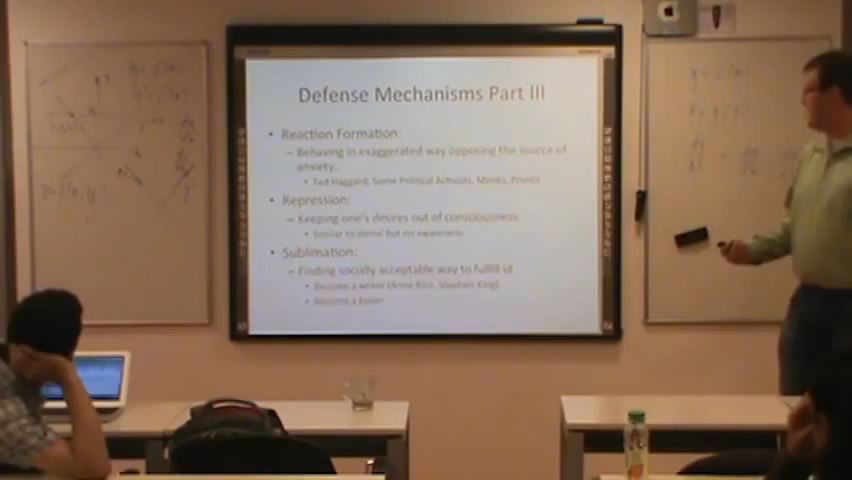 Defense Mechanisms Part III
• Reaction Formation:
– Behaving in exaggerated way opposing the source of
anxiety.
• Ted Haggard, Some Political Activists, Monks, Priests
• Repression:
– Keeping one's desires out of consciousness.
• Similar to denial but no awareness
• Sublimation:
– Finding socially acceptable way to fulfill id
• Become a writer (Anne Rice, Stephen King)
• Become a boxer